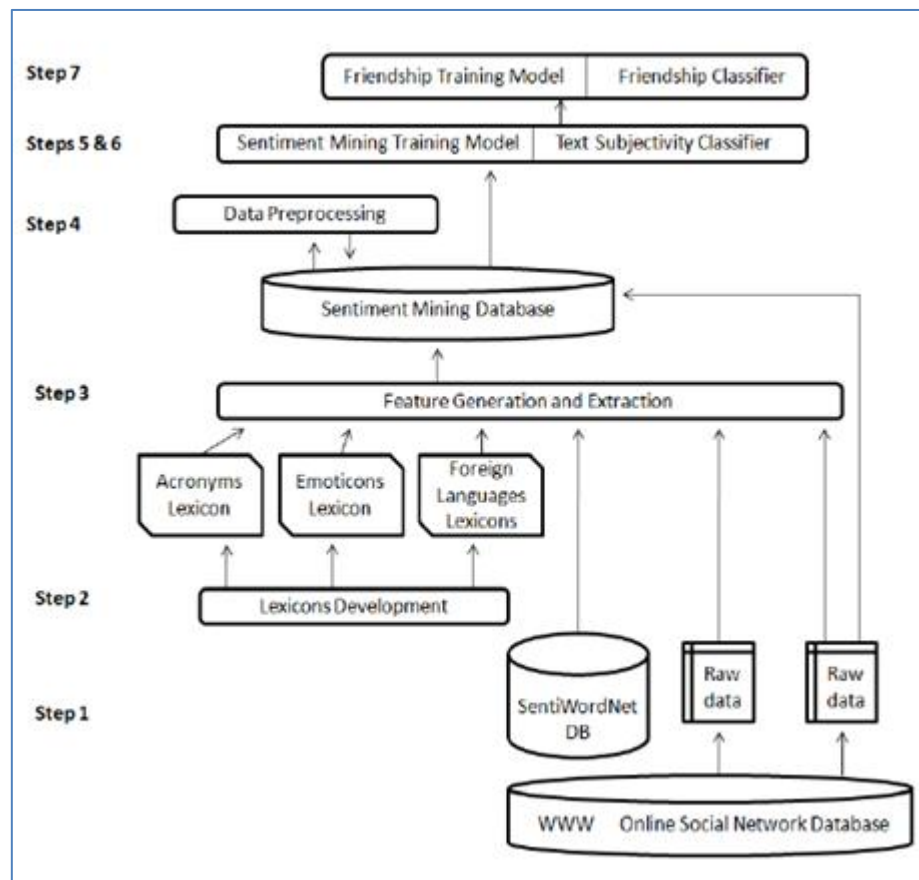 Step 7
Friendship Training Model
Friendship Classifier
Steps 5 & 6
Sentiment Mining Training Model
Text Subjectivity Classifier
Step 4
Data Preprocessing
Sentiment Mining Database
Step 3
Feature Generation and Extraction
Acronyms
Lexicon
Emoticons
Lexicon
Foreign
Languages
Lexicons
Step 2
Lexicons Development
Step 1
SentiWordNet
DB
Raw
data
Raw
data
WWW Online Social Network Database